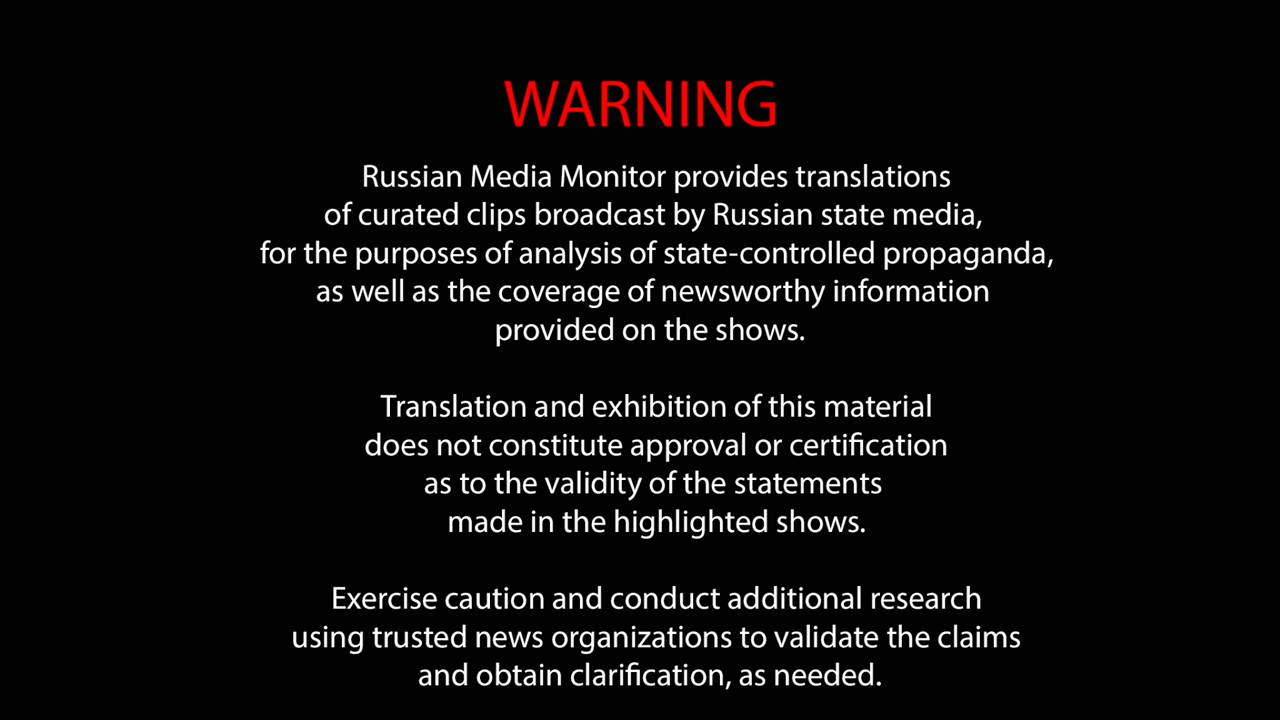 WARNING
Russian Media Monitor provides translations
of curated clips broadcast by Russian state media,
for the purposes of analysis of state-controlled propaganda,
as well as the coverage of newsworthy information
provided on the shows.
Translation and exhibition of this material
does not constitute approval or certification
as to the validity of the statements
made in the highlighted shows.
Exercise caution and conduct additional research
using trusted news organizations to validate the claims
and obtain clarification, as needed.